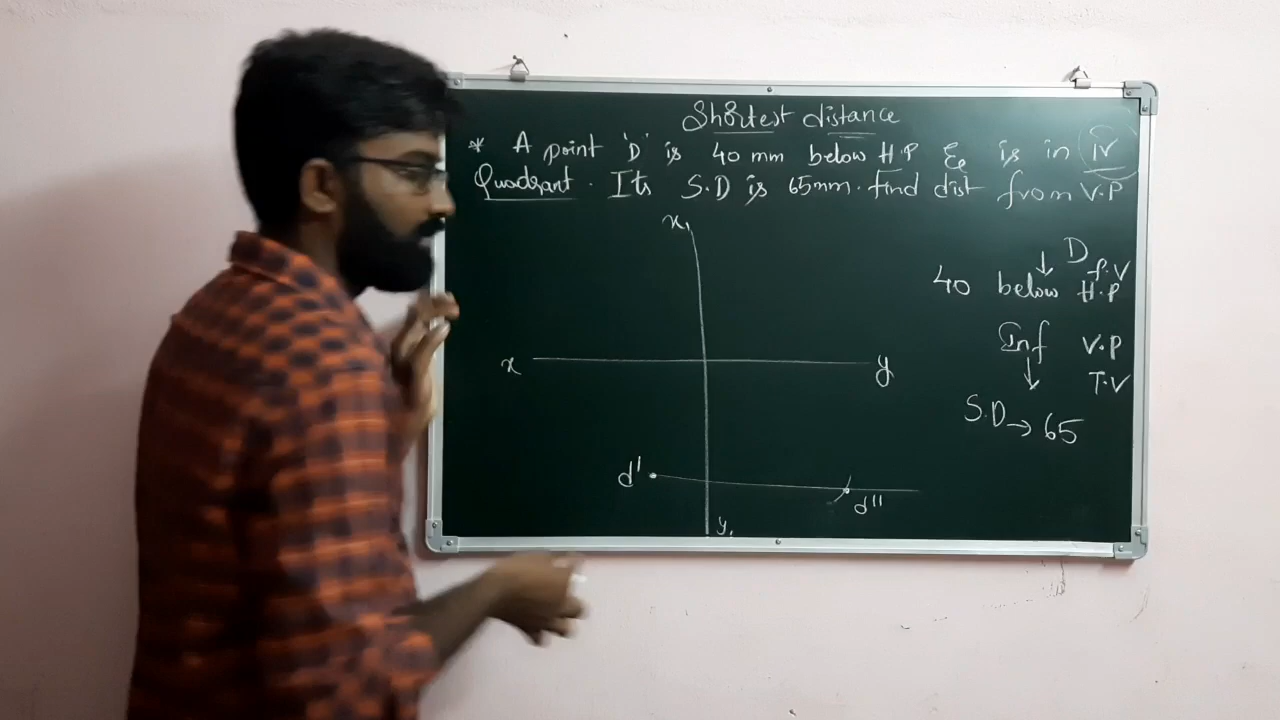 Shortest distance
* A point 'D' is 40 mm below H.P & is in IV
Quadrant. Its S.D is 65mm. find dist from V.P
x₁
D
f.V
40 below H.P
Inf V.P
T.V
x y
S.D → 65
d'
d''
y₁